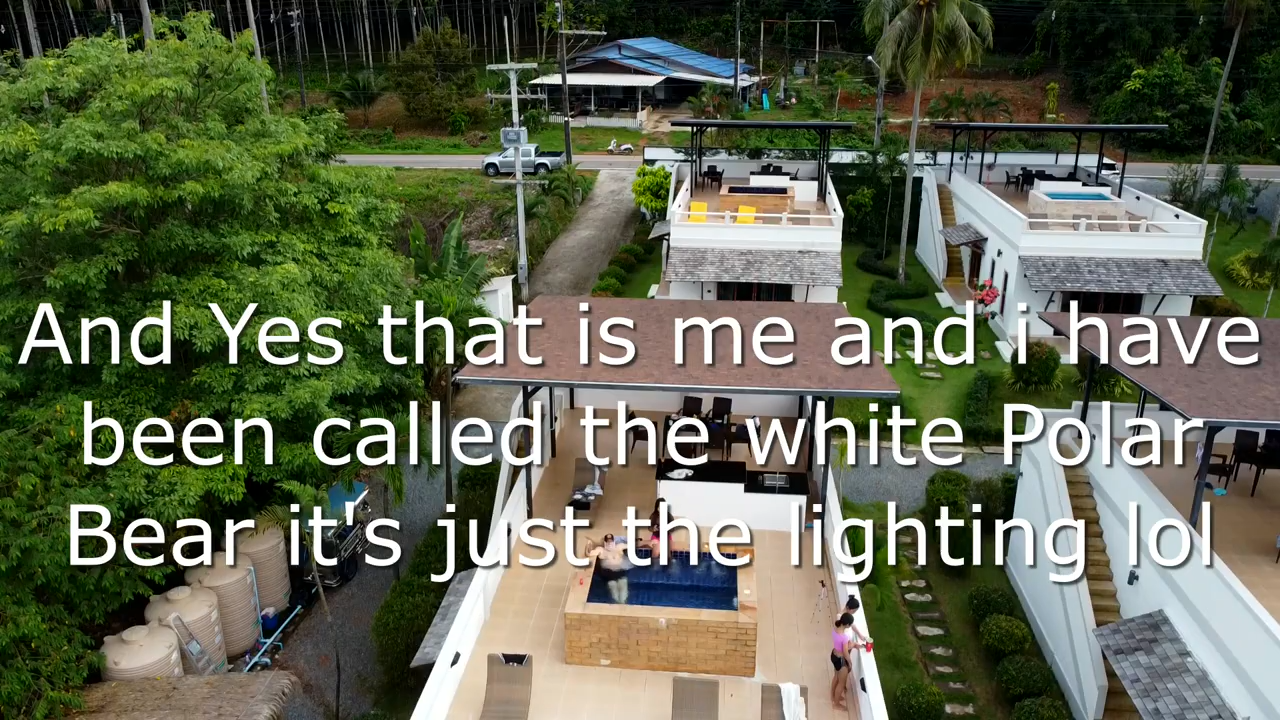 And Yes that is me and i have
been called the white Polar
Bear it's just the lighting lol